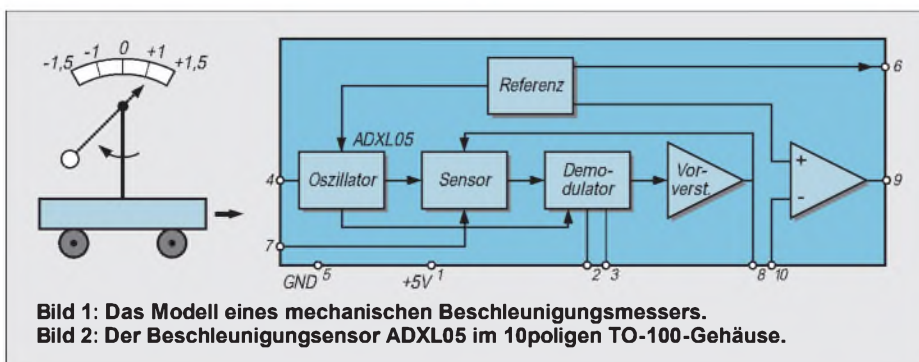 -1,5 -1 0 +1 +1,5
Referenz
6
ADXL05
4
Oszillator
Sensor
Demo-
dulator
Vor-
verst.
+
-
9
7
GND 5
+5V 1
2 3
8 10
Bild 1: Das Modell eines mechanischen Beschleunigungsmessers.
Bild 2: Der Beschleunigungsensor ADXL05 im 10poligen TO-100-Gehäuse.